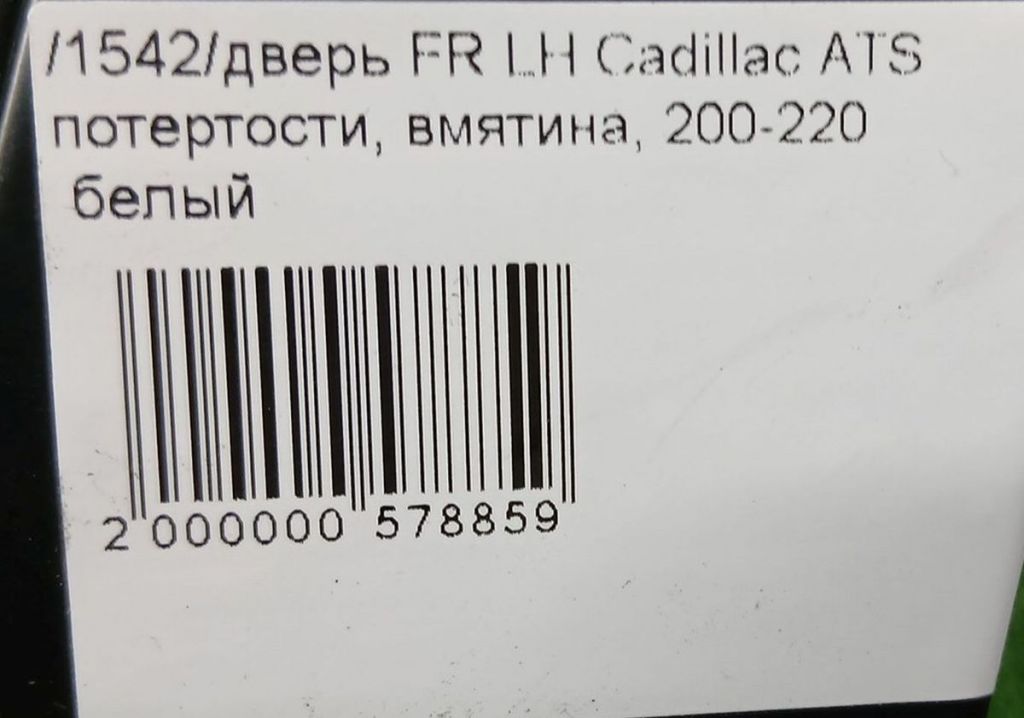 /1542/дверь FR LH Cadillac ATS
потертости, вмятина, 200-220
белый
2 000000 578859